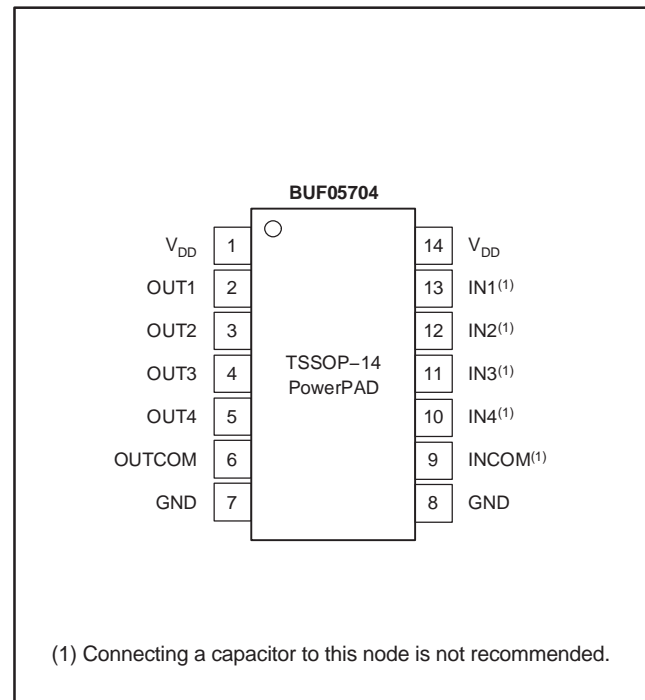 BUF05704
V_DD 1 14 V_DD
OUT1 2 13 IN1(1)
OUT2 3 12 IN2(1)
OUT3 4 11 IN3(1)
TSSOP−14
PowerPAD
OUT4 5 10 IN4(1)
OUTCOM 6 9 INCOM(1)
GND 7 8 GND
(1) Connecting a capacitor to this node is not recommended.